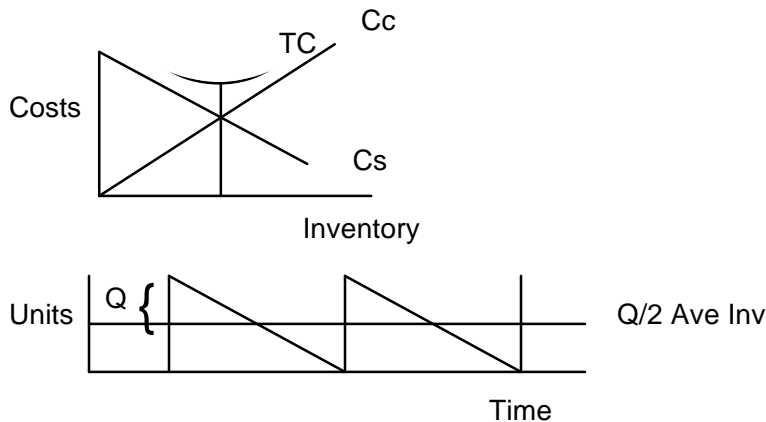 Cc
TC
Costs
Cs
Inventory
Q
Units
Q/2 Ave Inv
Time